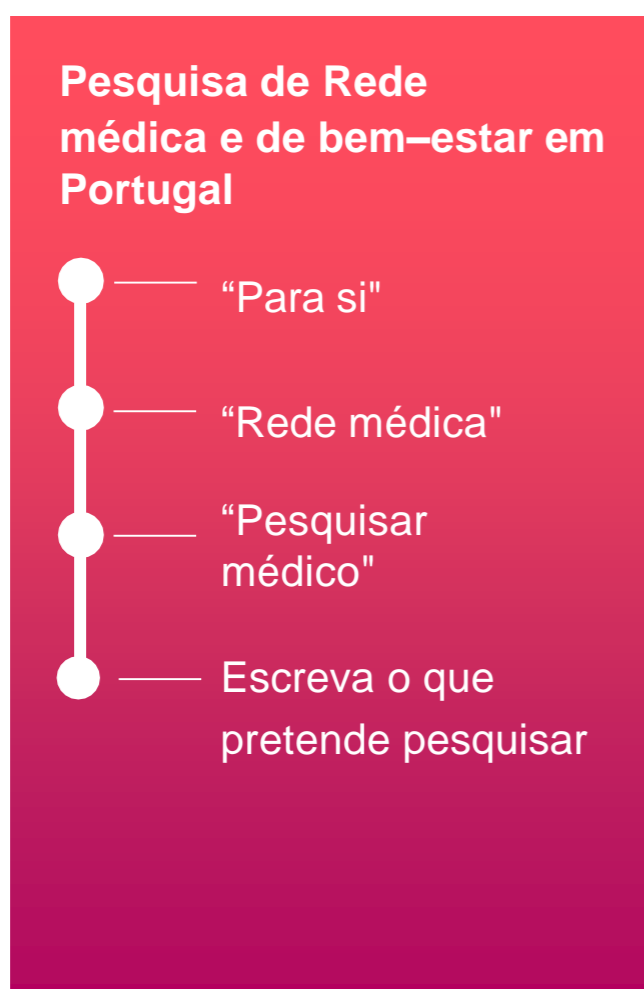 Pesquisa de Rede
médica e de bem–estar em
Portugal
“Para si"
“Rede médica"
“Pesquisar
médico"
Escreva o que
pretende pesquisar